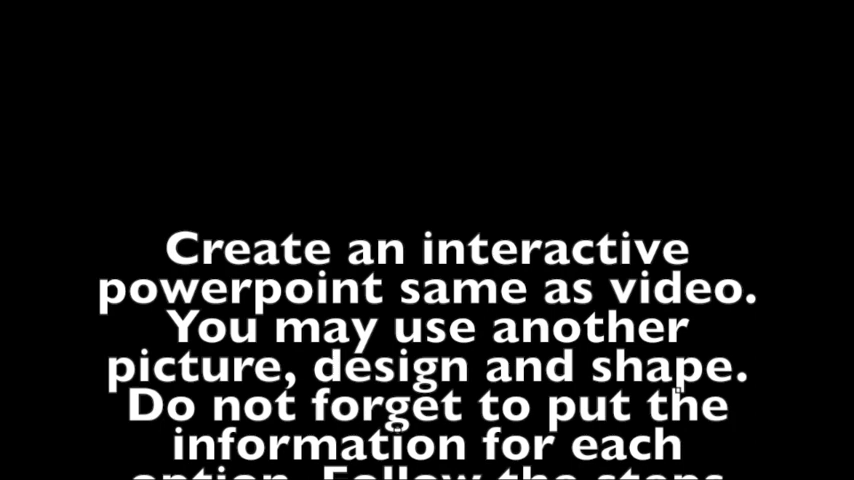 Create an interactive
powerpoint same as video.
You may use another
picture, design and shape.
Do not forget to put the
information for each
option. Follow the steps